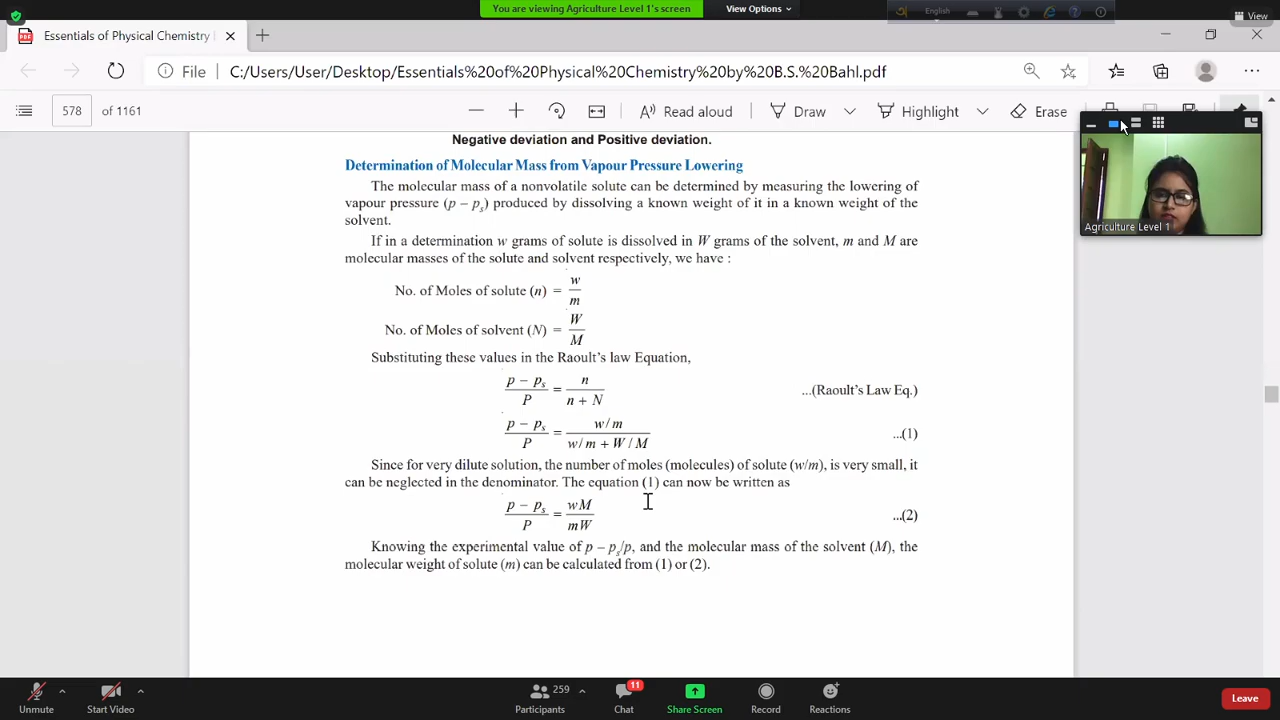 You are viewing Agriculture Level 1's screen
View Options
English
View
Essentials of Physical Chemistry
File
C:/Users/User/Desktop/Essentials%20of%20Physical%20Chemistry%20by%20B.S.%20Bahl.pdf
578 of 1161
Read aloud
Draw
Highlight
Erase
Agriculture Level 1
Negative deviation and Positive deviation.
Determination of Molecular Mass from Vapour Pressure Lowering
The molecular mass of a nonvolatile solute can be determined by measuring the lowering of
vapour pressure (p – ps) produced by dissolving a known weight of it in a known weight of the
solvent.
If in a determination w grams of solute is dissolved in W grams of the solvent, m and M are
molecular masses of the solute and solvent respectively, we have :
No. of Moles of solute (n) = w/m
No. of Moles of solvent (N) = W/M
Substituting these values in the Raoult's law Equation,
(p – ps)/P = n/(n + N) ...(Raoult's Law Eq.)
(p – ps)/P = (w/m)/(w/m + W/M) ...(1)
Since for very dilute solution, the number of moles (molecules) of solute (w/m), is very small, it
can be neglected in the denominator. The equation (1) can now be written as
(p – ps)/P = wM/mW ...(2)
Knowing the experimental value of p – ps/p, and the molecular mass of the solvent (M), the
molecular weight of solute (m) can be calculated from (1) or (2).
Unmute
Start Video
259
Participants
11
Chat
Share Screen
Record
Reactions
Leave